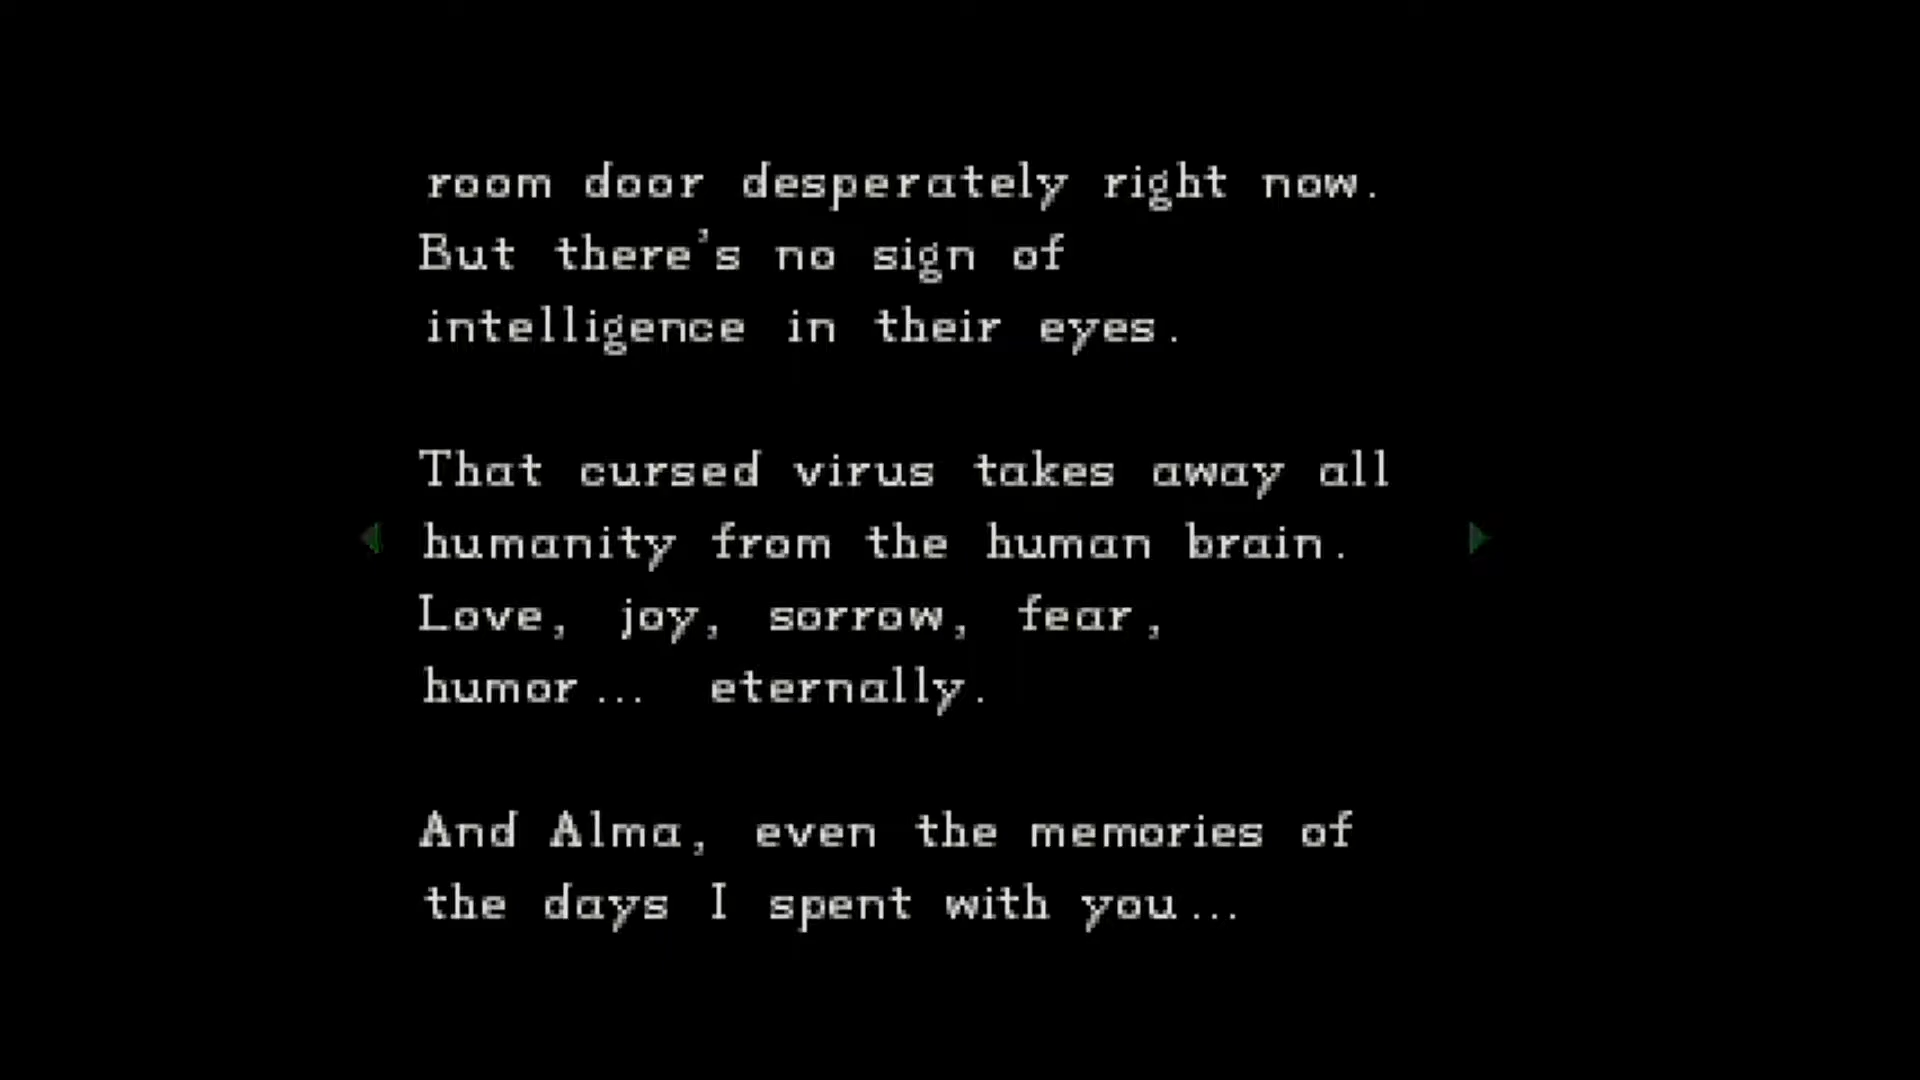 room door desperately right now.
But there's no sign of
intelligence in their eyes.
That cursed virus takes away all
humanity from the human brain.
Love, joy, sorrow, fear,
humor... eternally.
And Alma, even the memories of
the days I spent with you...